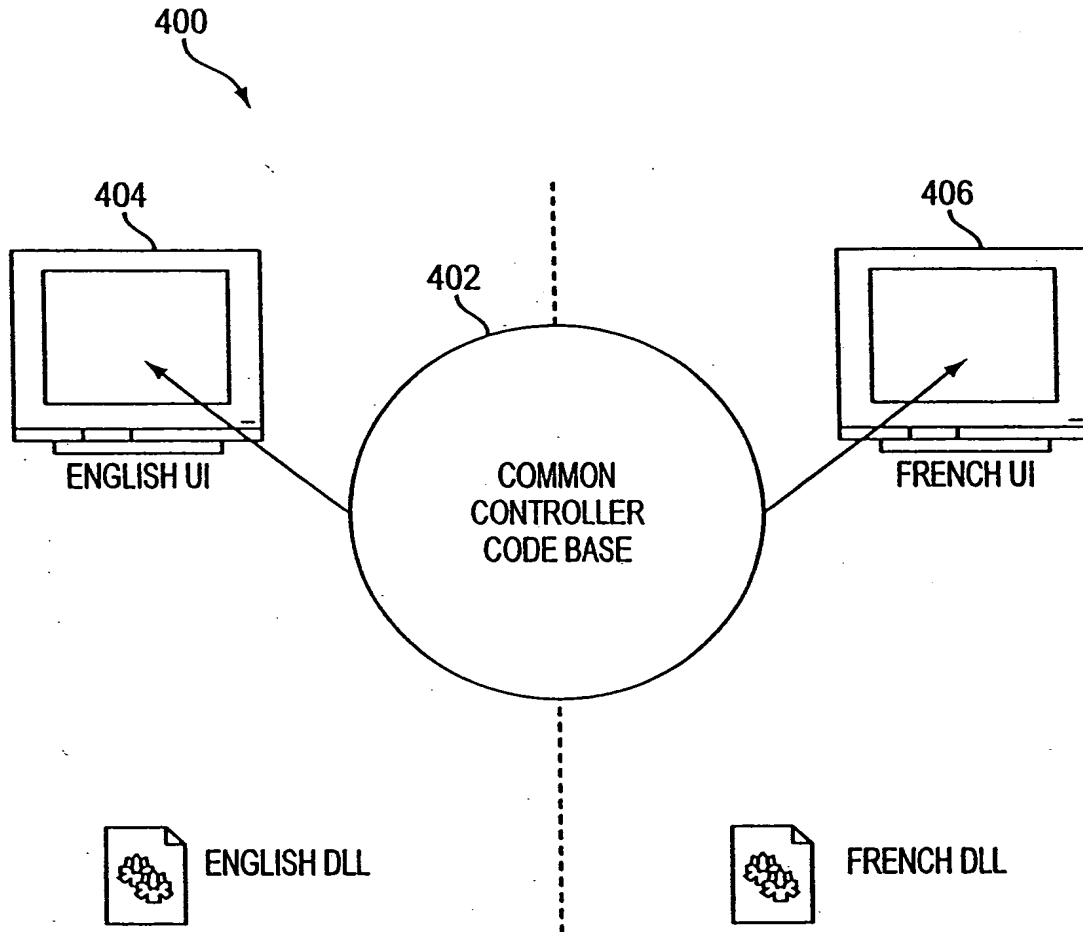 400
404
406
402
ENGLISH UI
FRENCH UI
COMMON
CONTROLLER
CODE BASE
ENGLISH DLL
FRENCH DLL